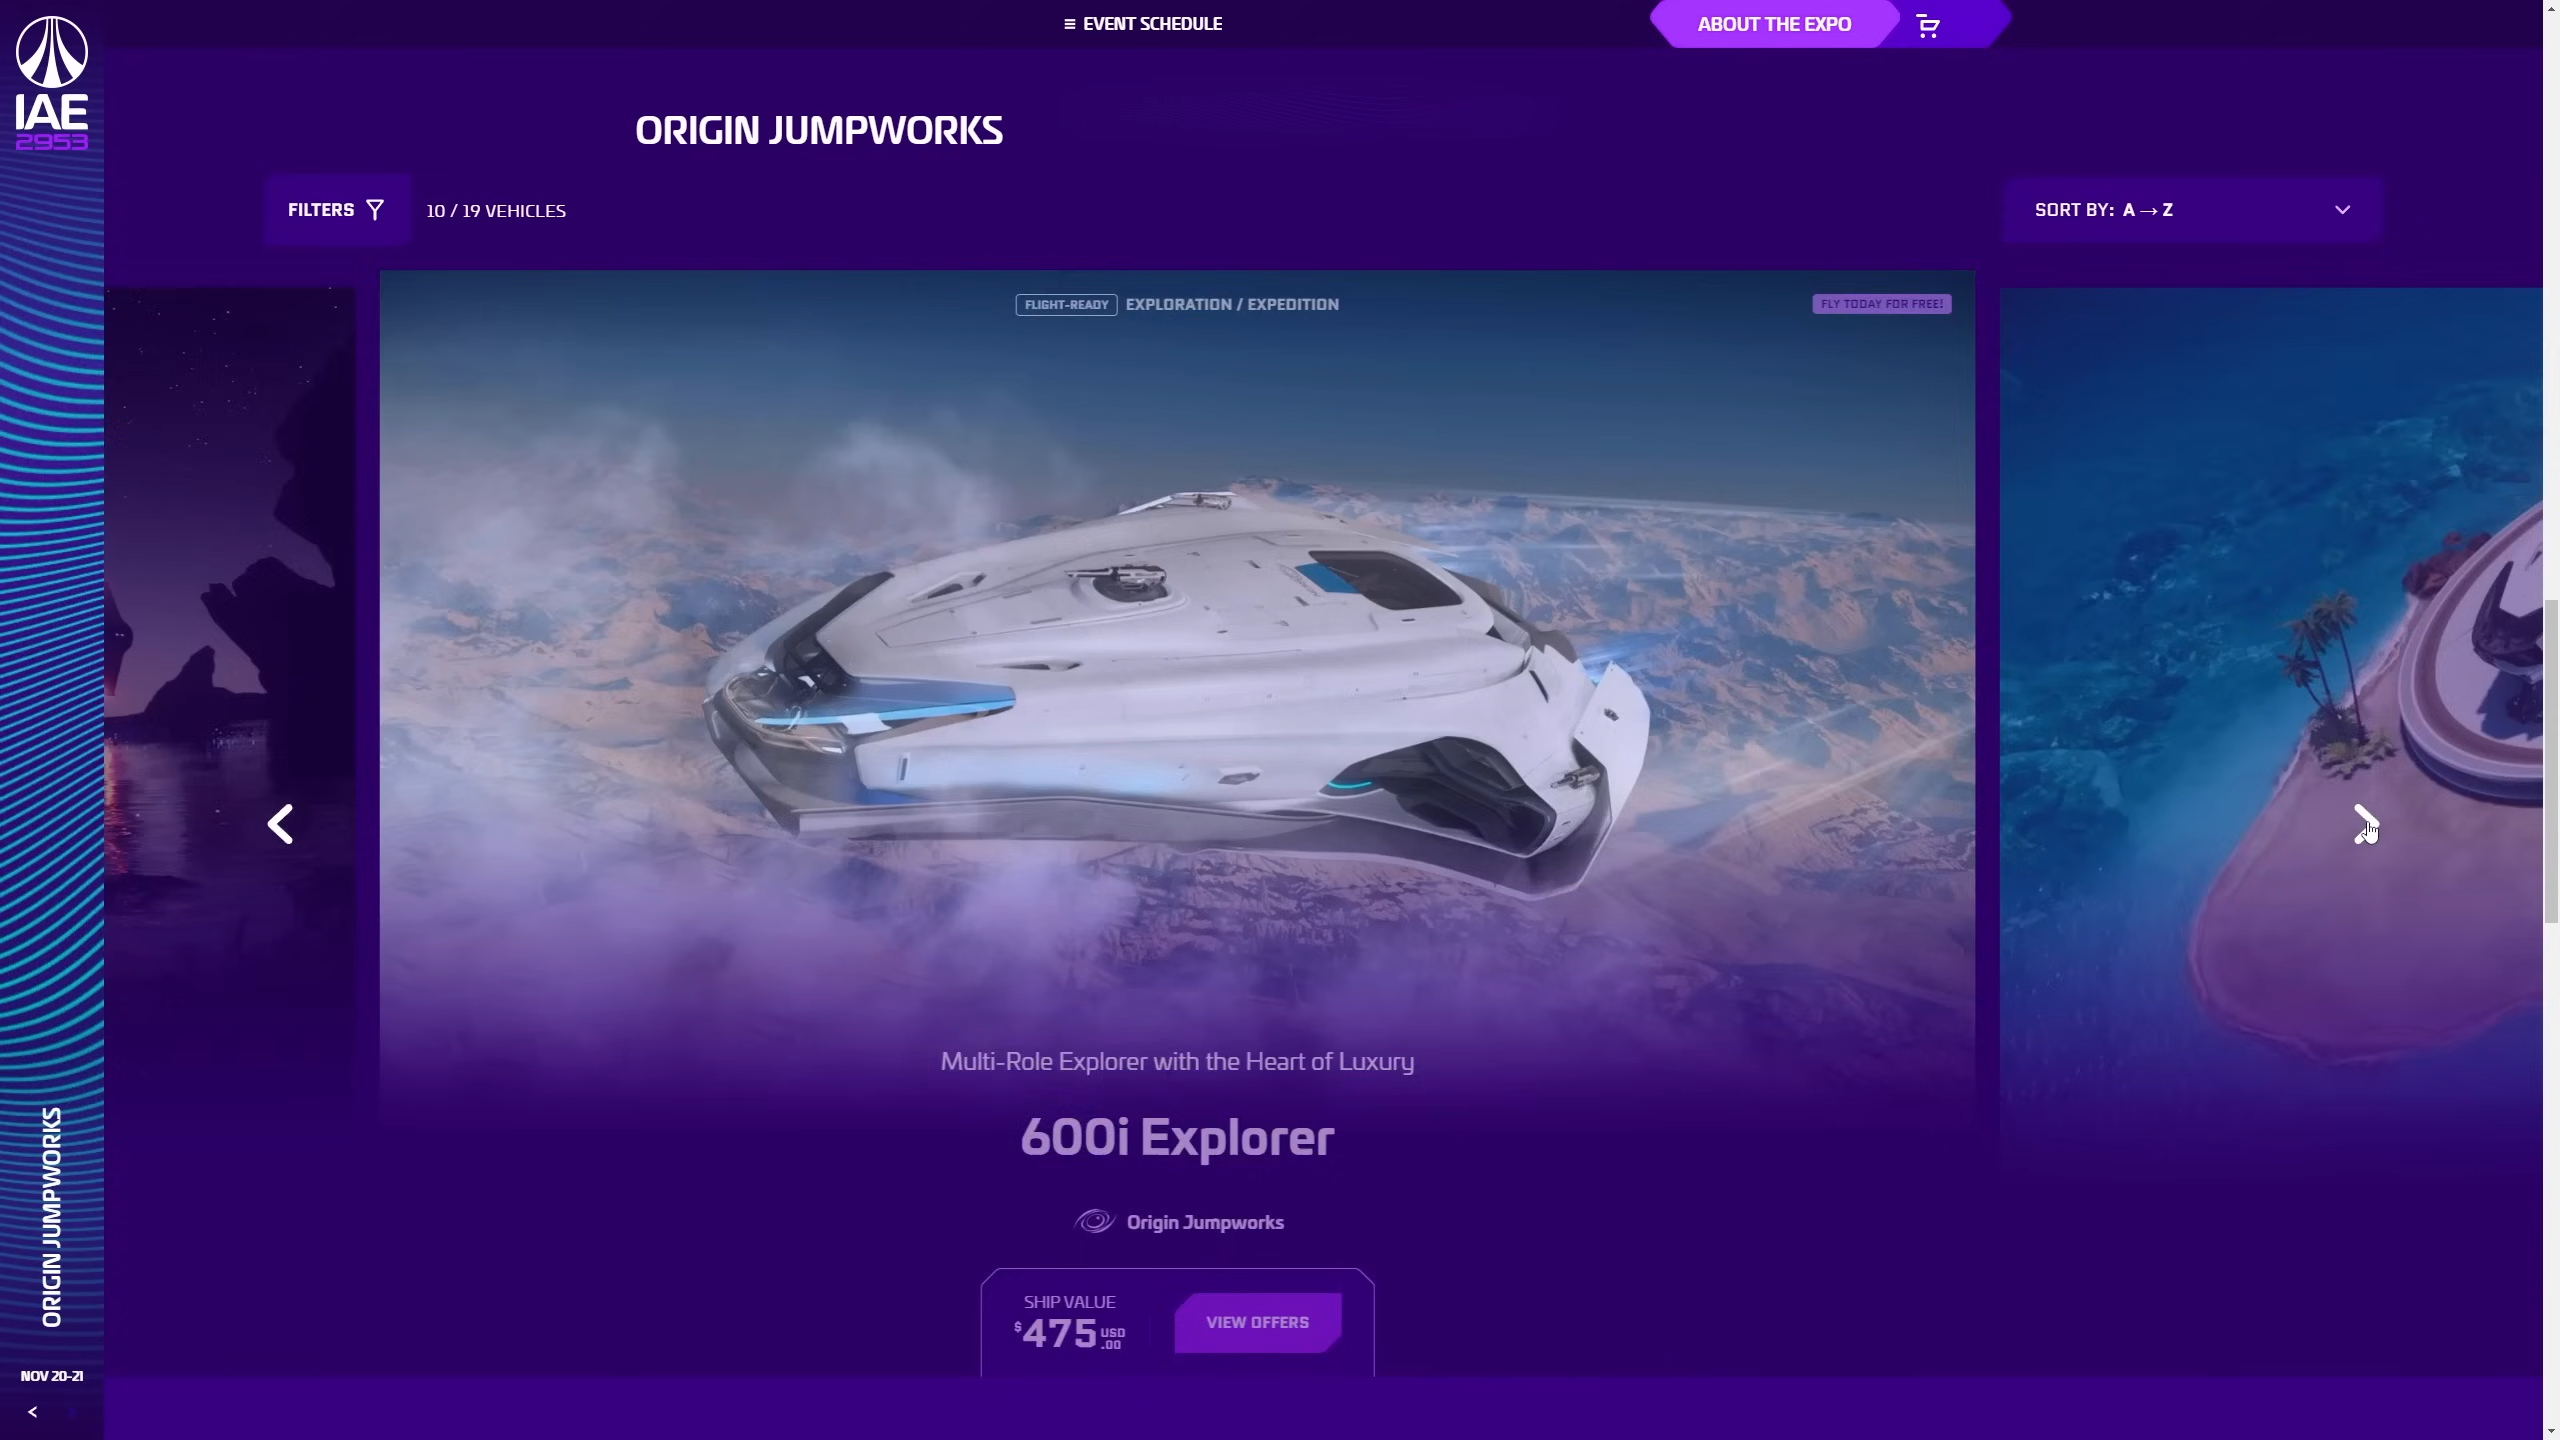 IAE
2953
≡ EVENT SCHEDULE
ABOUT THE EXPO
ORIGIN JUMPWORKS
FILTERS
10 / 19 VEHICLES
SORT BY: A → Z
FLIGHT-READY EXPLORATION / EXPEDITION
FLY TODAY FOR FREE!
Multi-Role Explorer with the Heart of Luxury
600i Explorer
Origin Jumpworks
SHIP VALUE
$475 USD .00
VIEW OFFERS
ORIGIN JUMPWORKS
NOV 20-21